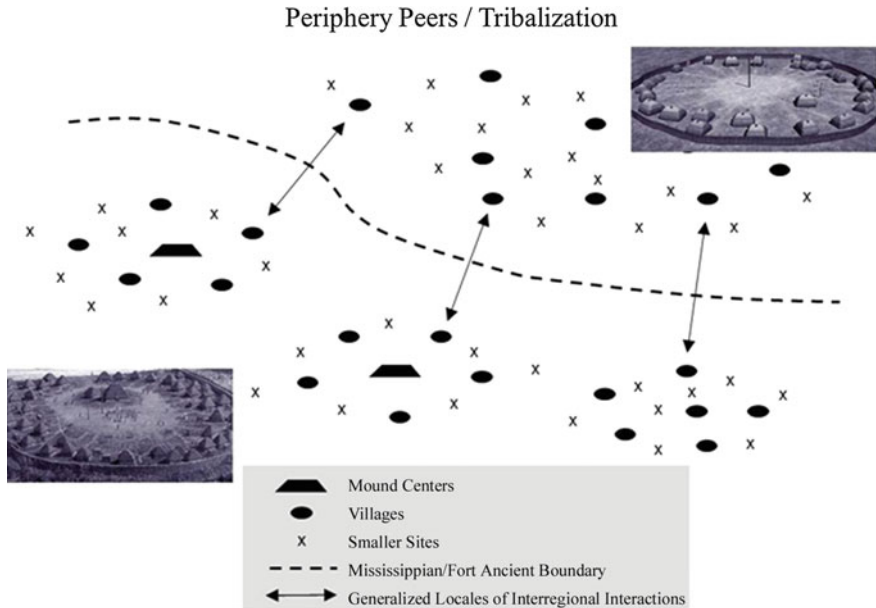 Periphery Peers / Tribalization
Mound Centers
Villages
x Smaller Sites
Mississippian/Fort Ancient Boundary
Generalized Locales of Interregional Interactions